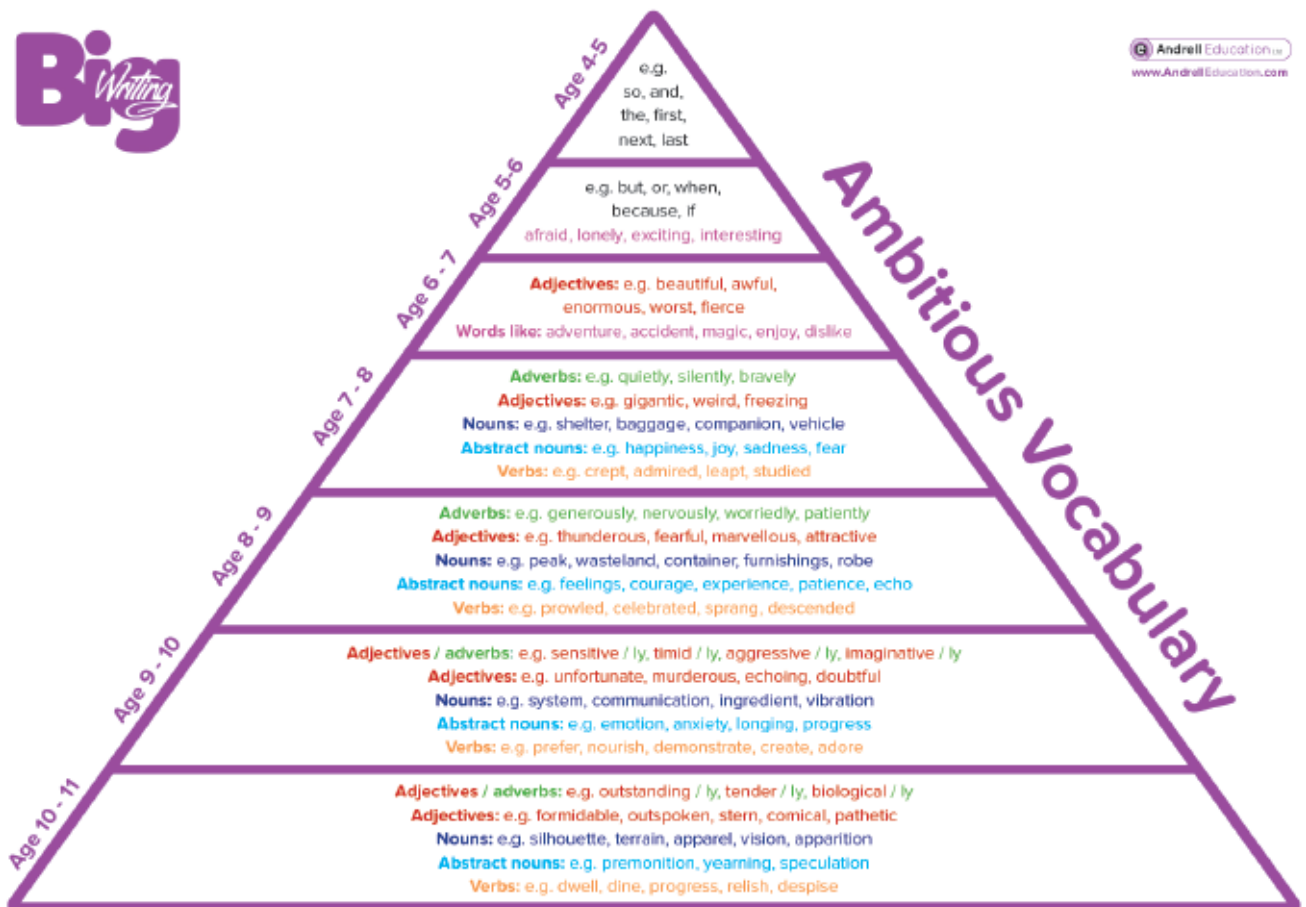 Big
Writing
Andrell Education Ltd
www.AndrellEducation.com
Ambitious Vocabulary
Age 4-5
e.g.
so, and,
the, first,
next, last
Age 5-6
e.g. but, or, when,
because, if
afraid, lonely, exciting, interesting
Age 6 - 7
Adjectives: e.g. beautiful, awful,
enormous, worst, fierce
Words like: adventure, accident, magic, enjoy, dislike
Age 7 - 8
Adverbs: e.g. quietly, silently, bravely
Adjectives: e.g. gigantic, weird, freezing
Nouns: e.g. shelter, baggage, companion, vehicle
Abstract nouns: e.g. happiness, joy, sadness, fear
Verbs: e.g. crept, admired, leapt, studied
Age 8 - 9
Adverbs: e.g. generously, nervously, worriedly, patiently
Adjectives: e.g. thunderous, fearful, marvellous, attractive
Nouns: e.g. peak, wasteland, container, furnishings, robe
Abstract nouns: e.g. feelings, courage, experience, patience, echo
Verbs: e.g. prowled, celebrated, sprang, descended
Age 9 - 10
Adjectives / adverbs: e.g. sensitive / ly, timid / ly, aggressive / ly, imaginative / ly
Adjectives: e.g. unfortunate, murderous, echoing, doubtful
Nouns: e.g. system, communication, ingredient, vibration
Abstract nouns: e.g. emotion, anxiety, longing, progress
Verbs: e.g. prefer, nourish, demonstrate, create, adore
Age 10 - 11
Adjectives / adverbs: e.g. outstanding / ly, tender / ly, biological / ly
Adjectives: e.g. formidable, outspoken, stern, comical, pathetic
Nouns: e.g. silhouette, terrain, apparel, vision, apparition
Abstract nouns: e.g. premonition, yearning, speculation
Verbs: e.g. dwell, dine, progress, relish, despise